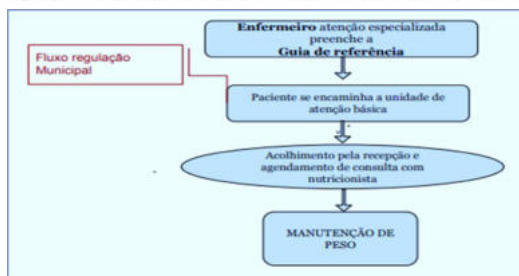 Enfermeiro atenção especializada
preenche a
Guia de referência
Fluxo regulação
Municipal
Paciente se encaminha a unidade de
atenção básica
Acolhimento pela recepção e
agendamento de consulta com
nutricionista
MANUTENÇÃO DE
PESO